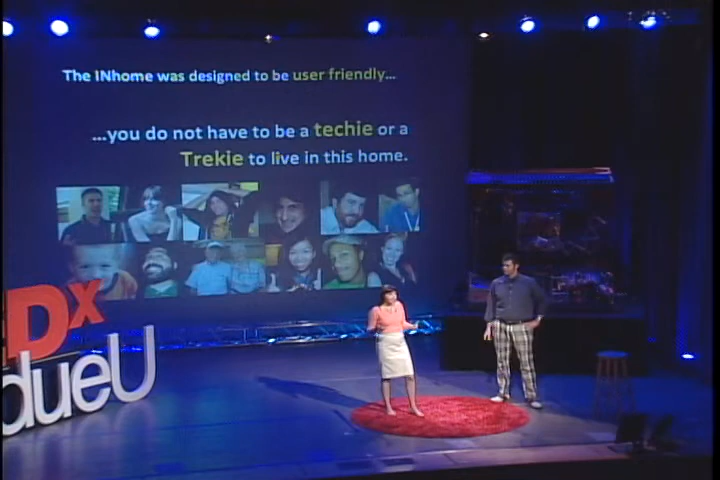 The INhome was designed to be user friendly...
...you do not have to be a techie or a
Trekie to live in this home.
EDx
dueU